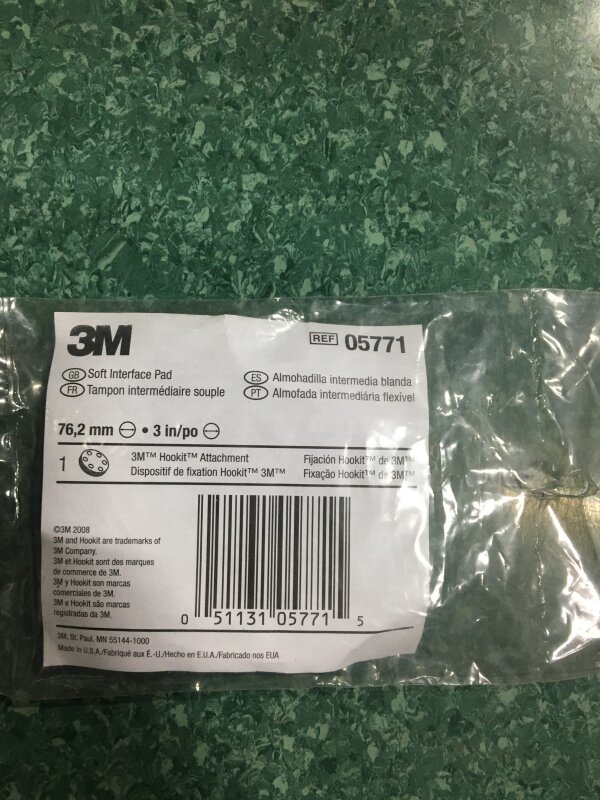 3M
REF 05771
GB Soft Interface Pad
FR Tampon intermédiaire souple
ES Almohadilla intermedia blanda
PT Almofada intermediária flexível
76,2 mm • 3 in/po
1
3M™ Hookit™ Attachment
Dispositif de fixation Hookit™ 3M™
Fijación Hookit™ de 3M™
Fixação Hookit™ de 3M™
©3M 2008
3M and Hookit are trademarks of
3M Company.
3M et Hookit sont des marques
de commerce de 3M.
3M y Hookit son marcas
comerciales de 3M.
3M e Hookit são marcas
registradas da 3M.
0 51131 05771 5
3M, St. Paul, MN 55144-1000
Made in U.S.A./Fabriqué aux É.-U./Hecho en E.U.A./Fabricado nos EUA